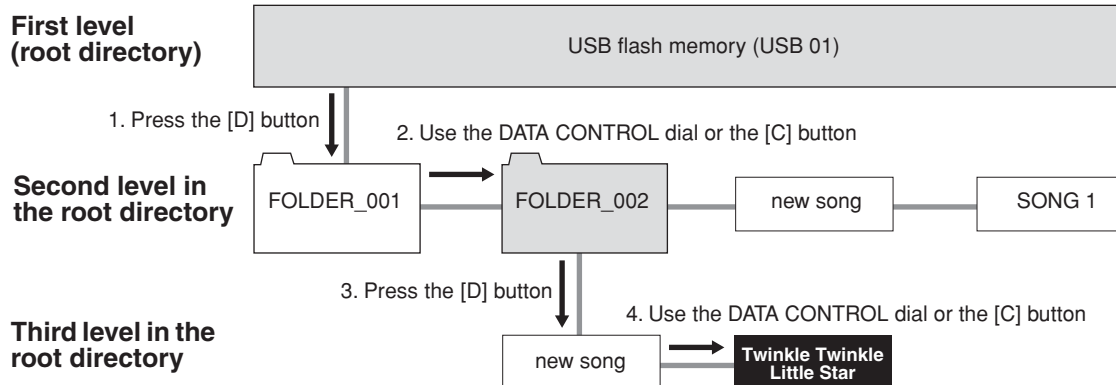 First level
(root directory)
USB flash memory (USB 01)
1. Press the [D] button
2. Use the DATA CONTROL dial or the [C] button
Second level in
the root directory
FOLDER_001
FOLDER_002
new song
SONG 1
3. Press the [D] button
4. Use the DATA CONTROL dial or the [C] button
Third level in the
root directory
new song
Twinkle Twinkle
Little Star